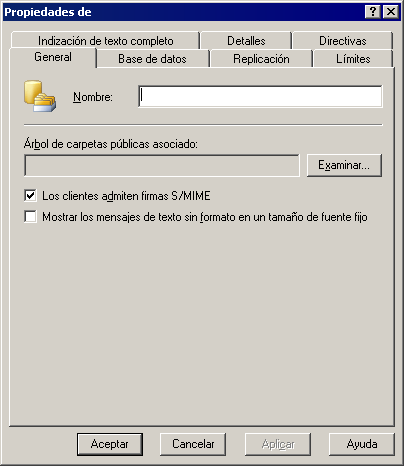 Propiedades de
Indización de texto completo
Detalles
Directivas
General
Base de datos
Replicación
Límites
Nombre:
Árbol de carpetas públicas asociado:
Examinar...
Los clientes admiten firmas S/MIME
Mostrar los mensajes de texto sin formato en un tamaño de fuente fijo
Aceptar
Cancelar
Aplicar
Ayuda